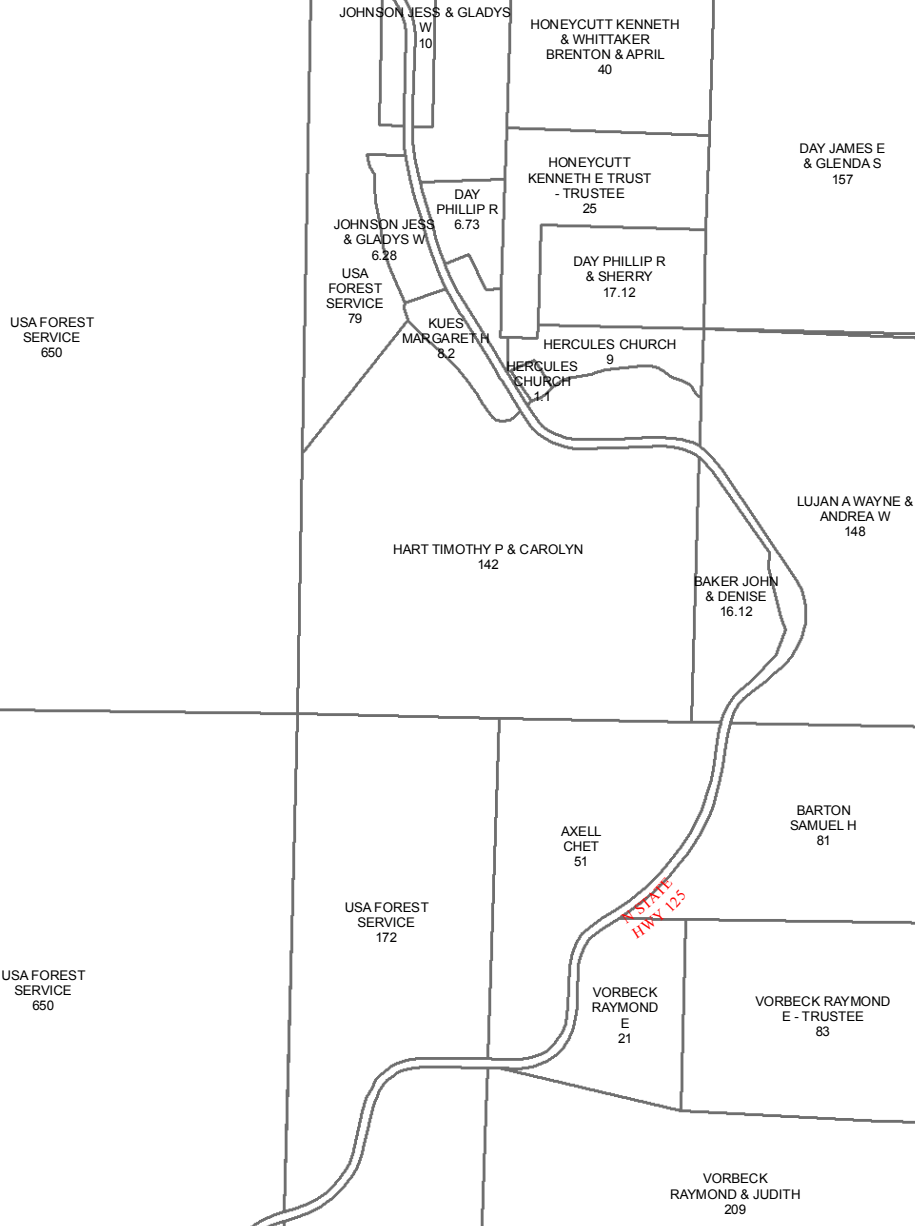 JOHNSON JESS & GLADYS
W
10
HONEYCUTT KENNETH
& WHITTAKER
BRENTON & APRIL
40
DAY JAMES E
& GLENDA S
157
HONEYCUTT
KENNETH E TRUST
- TRUSTEE
25
DAY
PHILLIP R
6.73
JOHNSON JESS
& GLADYS W
6.28
DAY PHILLIP R
& SHERRY
17.12
USA
FOREST
SERVICE
79
USA FOREST
SERVICE
650
KUES
MARGARET H
8.2
HERCULES CHURCH
9
HERCULES
CHURCH
1.1
LUJAN A WAYNE &
ANDREA W
148
HART TIMOTHY P & CAROLYN
142
BAKER JOHN
& DENISE
16.12
BARTON
SAMUEL H
81
AXELL
CHET
51
N STATE
HWY 125
USA FOREST
SERVICE
172
USA FOREST
SERVICE
650
VORBECK
RAYMOND
E
21
VORBECK RAYMOND
E - TRUSTEE
83
VORBECK
RAYMOND & JUDITH
209